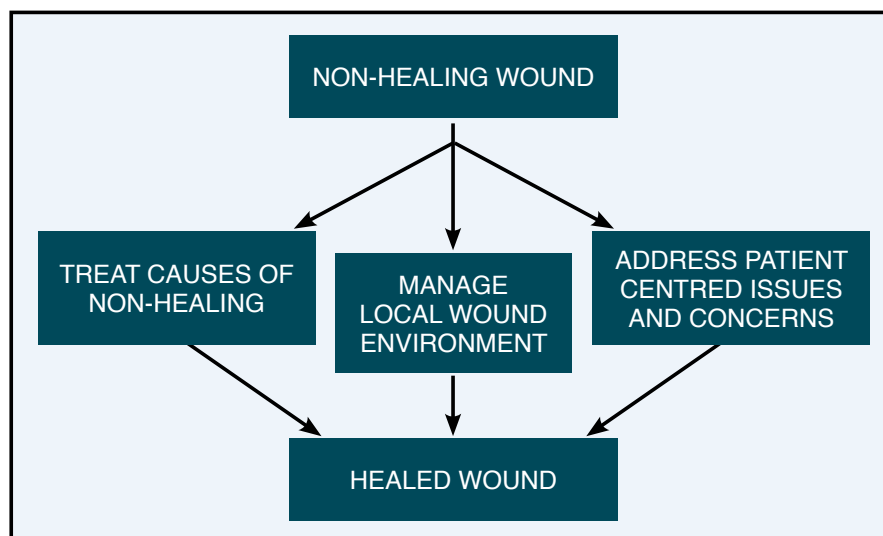 NON-HEALING WOUND
TREAT CAUSES OF
NON-HEALING
MANAGE
LOCAL WOUND
ENVIRONMENT
ADDRESS PATIENT
CENTRED ISSUES
AND CONCERNS
HEALED WOUND